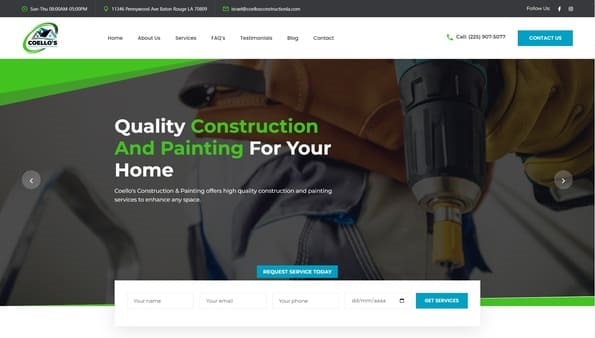 Sun-Thu 08:00AM-05:00PM
11346 Pennywood Ave Baton Rouge LA 70809
israel@coellosconstructionla.com
Follow Us:
COELLO'S
Home
About Us
Services
FAQ's
Testimonials
Blog
Contact
Call: (225) 907-5077
CONTACT US
Quality Construction
And Painting For Your
Home
Coello's Construction & Painting offers high quality construction and painting
services to enhance any space.
REQUEST SERVICE TODAY
Your name
Your email
Your phone
dd/mm/aaaa
GET SERVICES